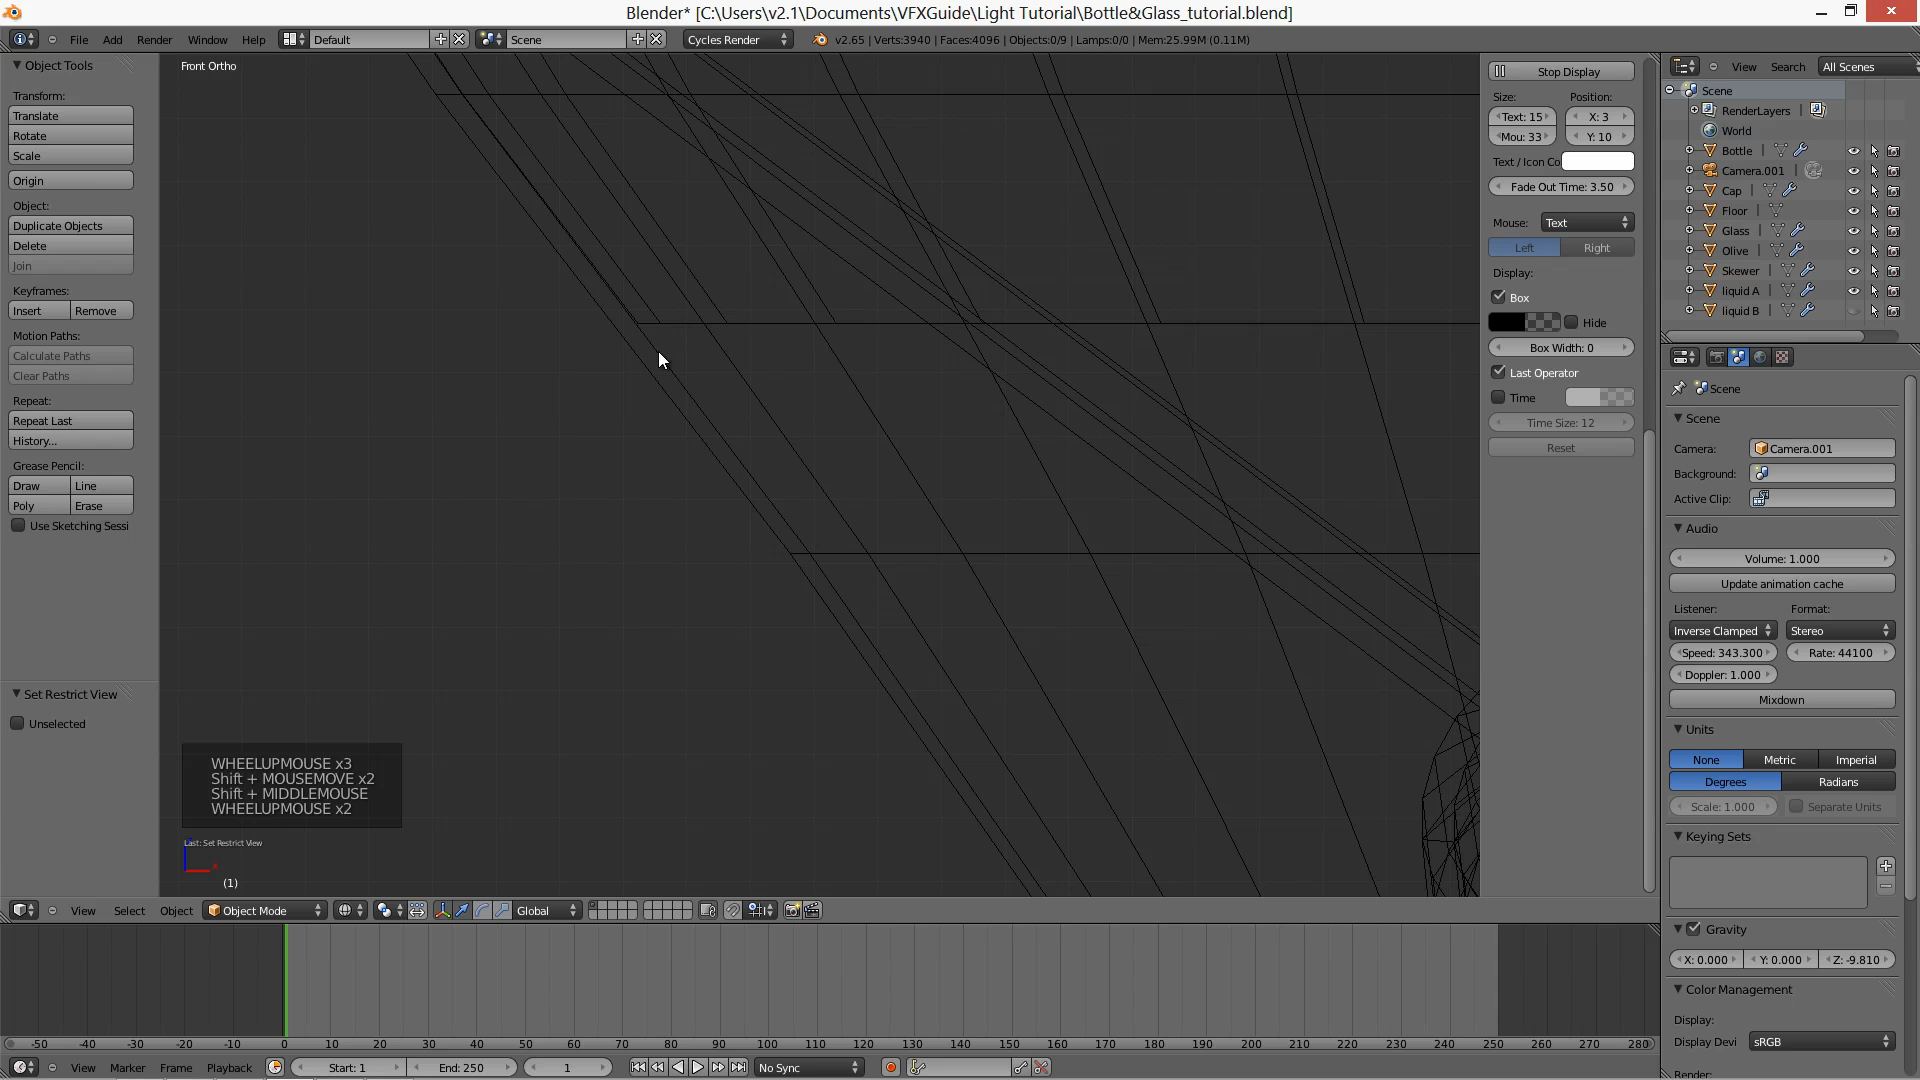 Blender* [C:\Users\v2.1\Documents\VFXGuide\Light Tutorial\Bottle&Glass_tutorial.blend]
File Add Render Window Help Default Scene Cycles Render v2.65 | Verts:3940 | Faces:4096 | Objects:0/9 | Lamps:0/0 | Mem:25.99M (0.11M)
Object Tools
Transform:
Translate
Rotate
Scale
Origin
Object:
Duplicate Objects
Delete
Join
Keyframes:
Insert Remove
Motion Paths:
Calculate Paths
Clear Paths
Repeat:
Repeat Last
History...
Grease Pencil:
Draw Line
Poly Erase
Use Sketching Sessi
Set Restrict View
Unselected
Front Ortho
WHEELUPMOUSE x3
Shift + MOUSEMOVE x2
Shift + MIDDLEMOUSE
WHEELUPMOUSE x2
Last: Set Restrict View
x
(1)
Stop Display
Size: Position:
Text: 15 X: 3
Mou: 33 Y: 10
Text / Icon Co
Fade Out Time: 3.50
Mouse: Text
Left Right
Display:
Box
Hide
Box Width: 0
Last Operator
Time
Time Size: 12
Reset
View Search All Scenes
Scene
RenderLayers |
World
Bottle |
Camera.001 |
Cap |
Floor |
Glass |
Olive |
Skewer |
liquid A |
liquid B |
Scene
Scene
Camera: Camera.001
Background:
Active Clip:
Audio
Volume: 1.000
Update animation cache
Listener: Format:
Inverse Clamped Stereo
Speed: 343.300 Rate: 44100
Doppler: 1.000
Mixdown
Units
None Metric Imperial
Degrees Radians
Scale: 1.000 Separate Units
Keying Sets
Gravity
X: 0.000 Y: 0.000 Z: -9.810
Color Management
Display:
Display Devi sRGB
Render:
View Select Object Object Mode Global
-50 -40 -30 -20 -10 0 10 20 30 40 50 60 70 80 90 100 110 120 130 140 150 160 170 180 190 200 210 220 230 240 250 260 270 280
View Marker Frame Playback Start: 1 End: 250 1 No Sync